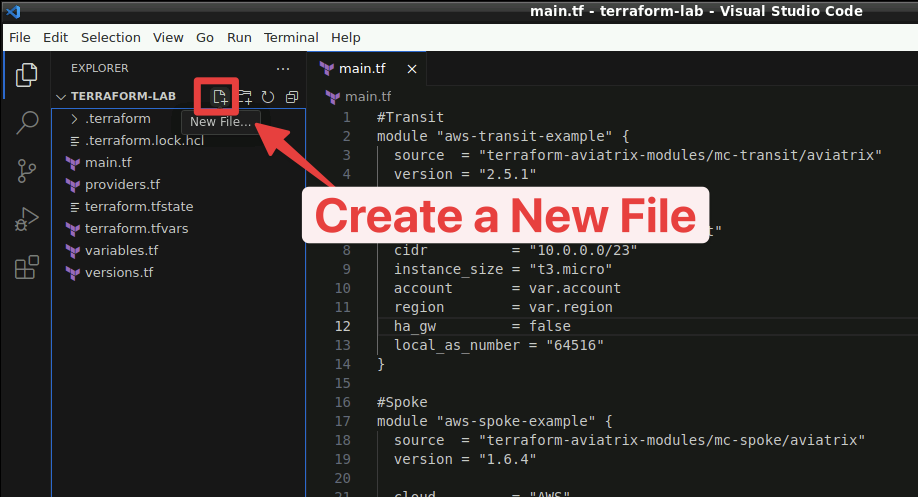 main.tf - terraform-lab - Visual Studio Code
File Edit Selection View Go Run Terminal Help
EXPLORER
TERRAFORM-LAB
New File...
.terraform
.terraform.lock.hcl
main.tf
providers.tf
terraform.tfstate
terraform.tfvars
variables.tf
versions.tf
Create a New File
main.tf
main.tf
1 #Transit
2 module "aws-transit-example" {
3 source = "terraform-aviatrix-modules/mc-transit/aviatrix"
4 version = "2.5.1"
8 cidr = "10.0.0.0/23"
9 instance_size = "t3.micro"
10 account = var.account
11 region = var.region
12 ha_gw = false
13 local_as_number = "64516"
14 }
15
16 #Spoke
17 module "aws-spoke-example" {
18 source = "terraform-aviatrix-modules/mc-spoke/aviatrix"
19 version = "1.6.4"
20
21 cloud = "AWS"